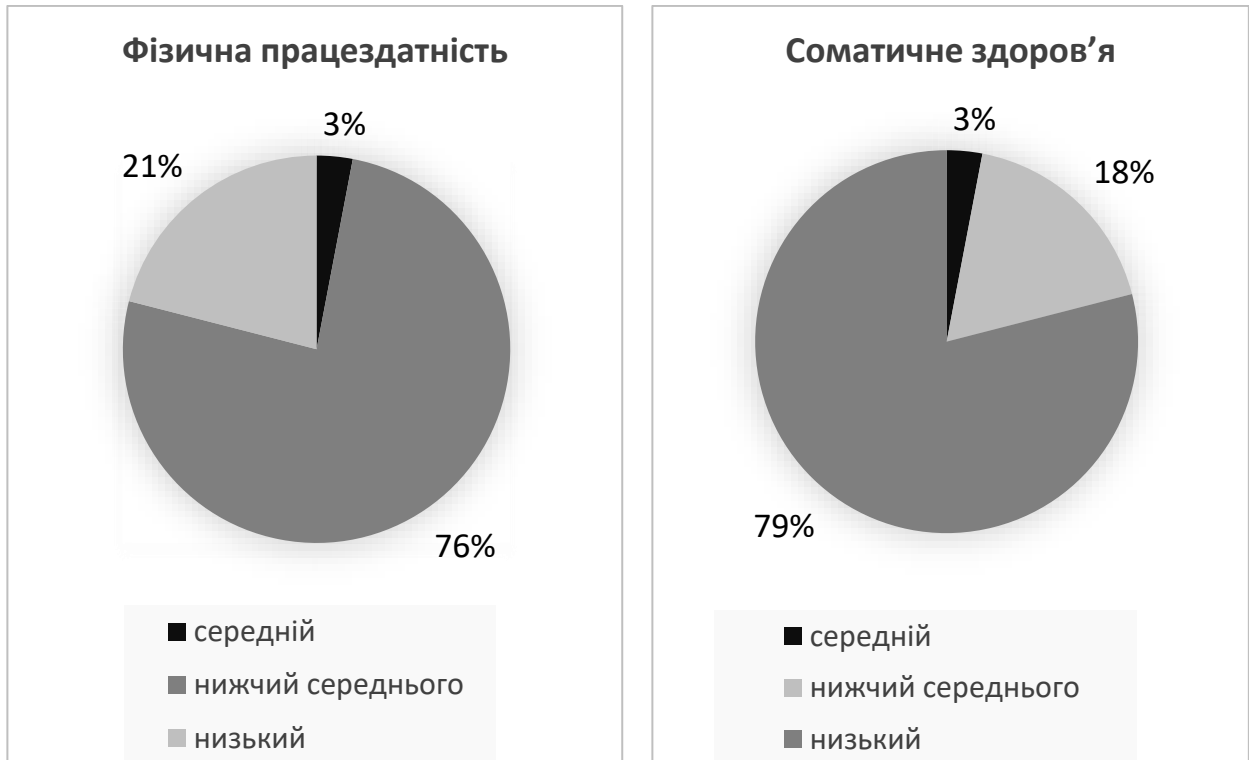 Фізична працездатність
3%
21%
76%
середній
нижчий середнього
низький
Соматичне здоров’я
3%
18%
79%
середній
нижчий середнього
низький